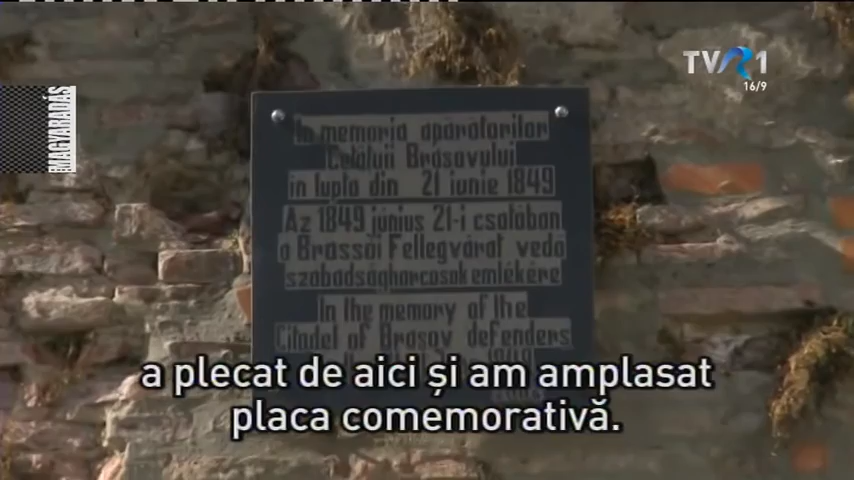 TVR1
16/9
MAGYARADÁS
In memoria apărătorilor
Cetății Brașovului
in lupta din 21 iunie 1849
Az 1849 június 21-i csatában
a Brassói Fellegvárat védő
szabadságharcosok emlékére
In the memory of the
Citadel of Brașov defenders
1849
a plecat de aici și am amplasat
placa comemorativă.